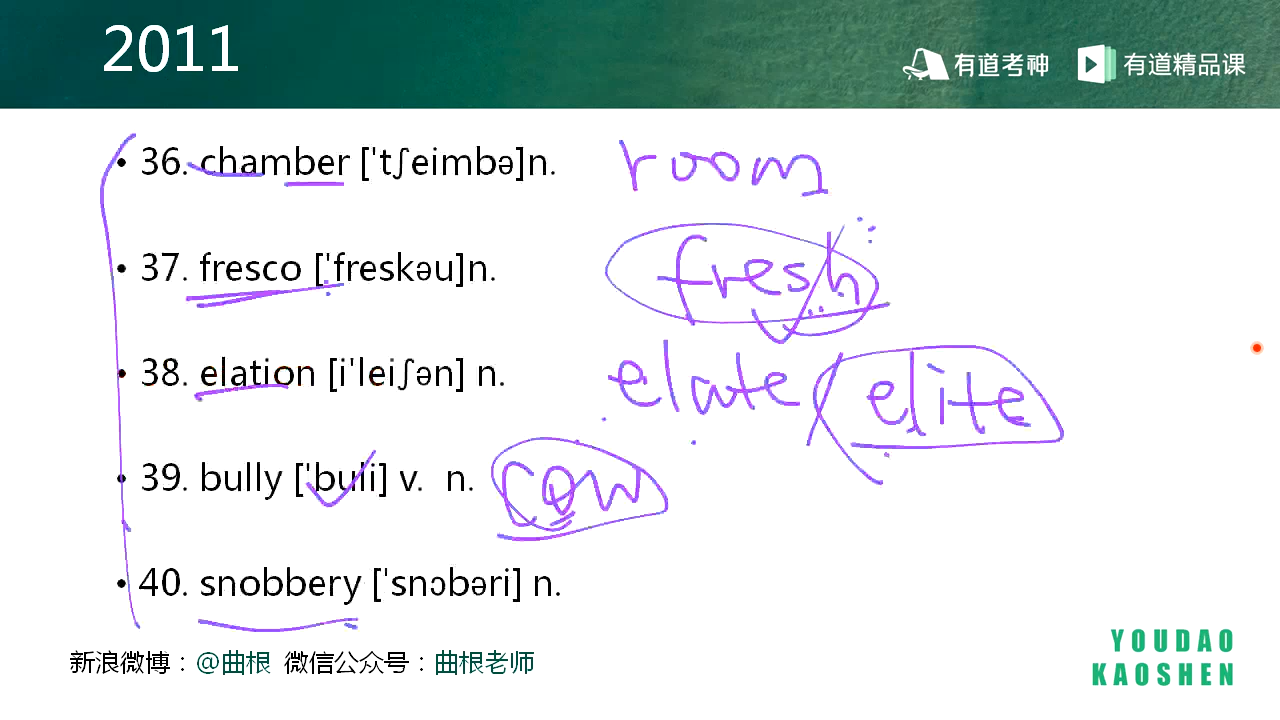 2011
有道考神 有道精品课
• 36. chamber [ˈtʃeimbə]n. room
• 37. fresco [ˈfreskəu]n. fresh
• 38. elation [iˈleiʃən] n. elate elite
• 39. bully [ˈbuli] v. n. cow
• 40. snobbery [ˈsnɔbəri] n.
新浪微博：@曲根 微信公众号：曲根老师
YOUDAO
KAOSHEN